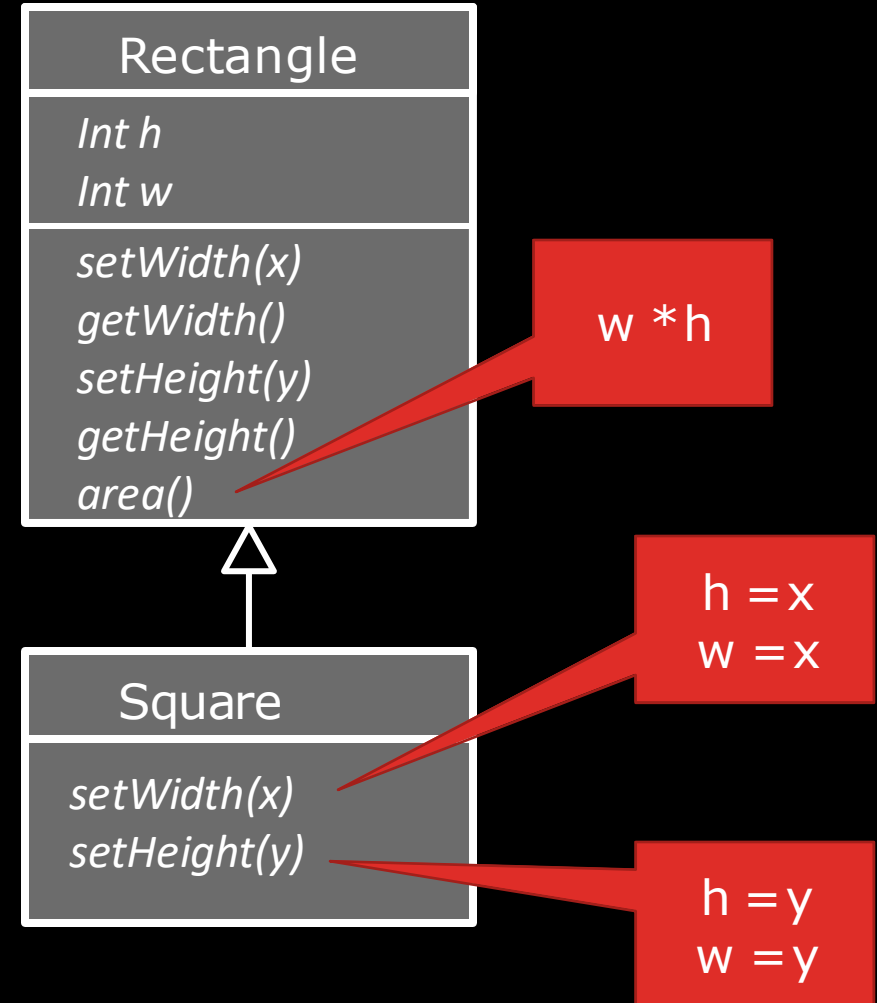 Rectangle
Int h
Int w
setWidth(x)
getWidth()
setHeight(y)
getHeight()
area()
w *h
Square
setWidth(x)
setHeight(y)
h =x
w =x
h =y
w =y